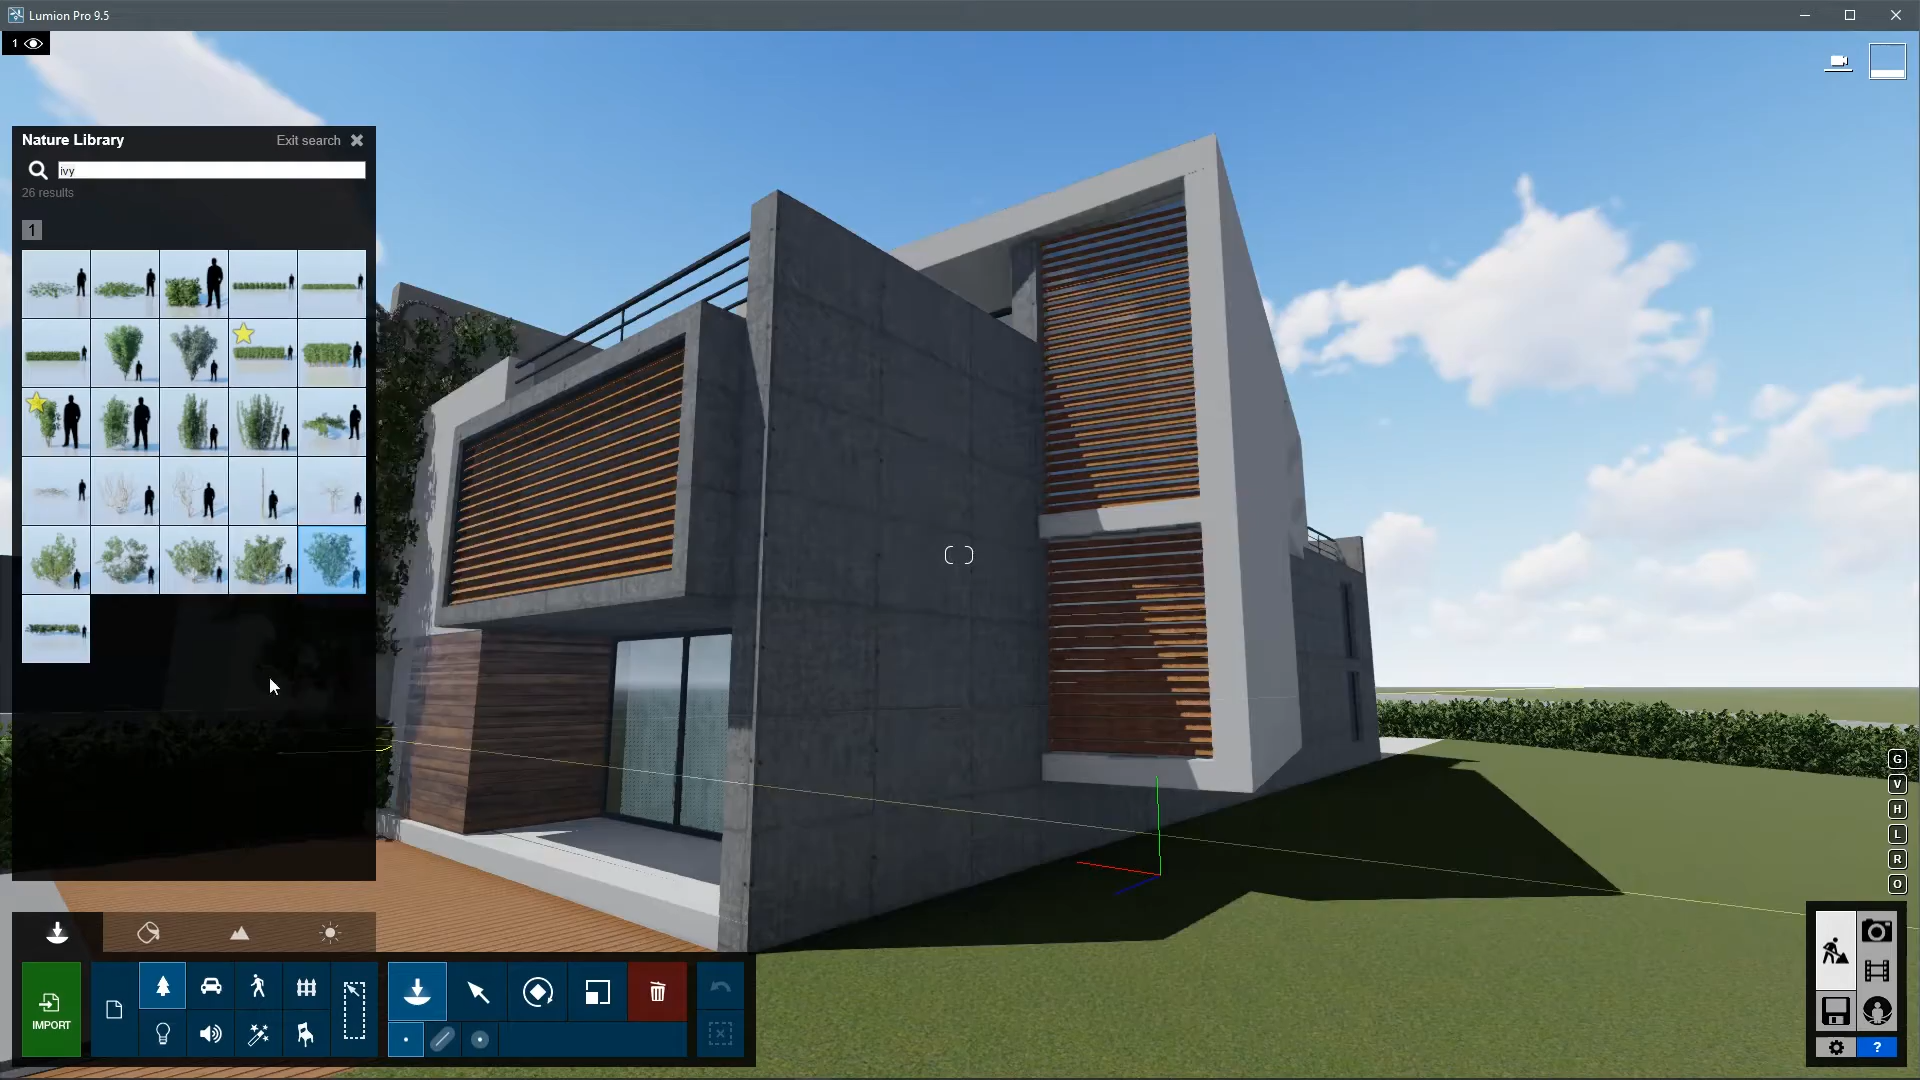 Lumion Pro 9.5
1
Nature Library
Exit search
ivy
26 results
1
G
V
H
L
R
O
IMPORT
?